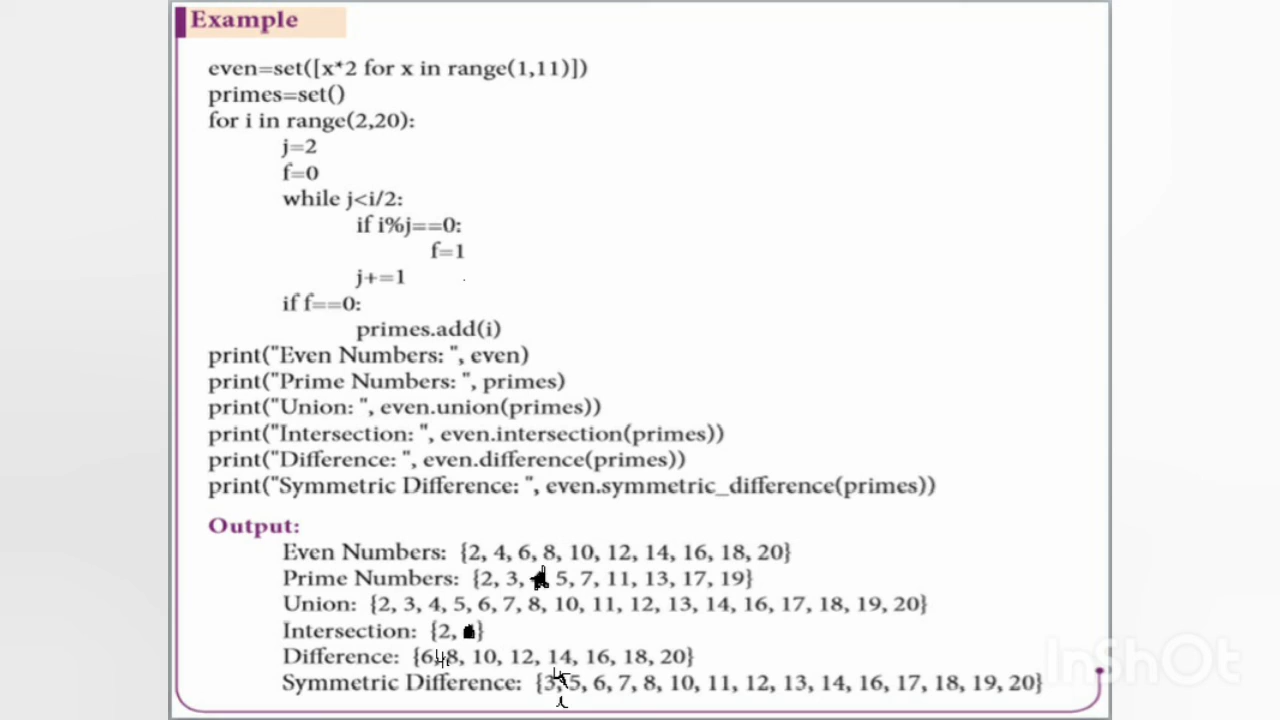 Example
even=set([x*2 for x in range(1,11)])
primes=set()
for i in range(2,20):
j=2
f=0
while j<i/2:
if i%j==0:
f=1
j+=1
if f==0:
primes.add(i)
print("Even Numbers: ", even)
print("Prime Numbers: ", primes)
print("Union: ", even.union(primes))
print("Intersection: ", even.intersection(primes))
print("Difference: ", even.difference(primes))
print("Symmetric Difference: ", even.symmetric_difference(primes))
Output:
Even Numbers: {2, 4, 6, 8, 10, 12, 14, 16, 18, 20}
Prime Numbers: {2, 3, 5, 7, 11, 13, 17, 19}
Union: {2, 3, 4, 5, 6, 7, 8, 10, 11, 12, 13, 14, 16, 17, 18, 19, 20}
Intersection: {2, }
Difference: {6, 4 8, 10, 12, 14, 16, 18, 20}
Symmetric Difference: {3, 5, 6, 7, 8, 10, 11, 12, 13, 14, 16, 17, 18, 19, 20}
InShOt